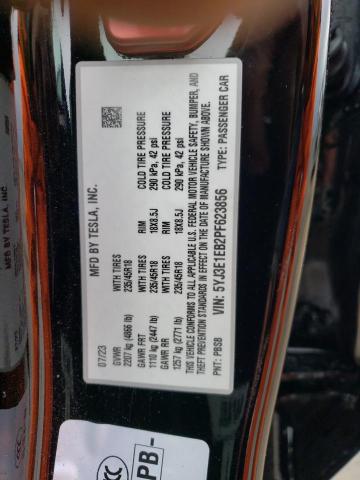 MFD BY TESLA, INC.
07/23
GVWR WITH TIRES RIM COLD TIRE PRESSURE
2207 kg (4866 lb) 235/45R18 18X8.5J 290 kPa, 42 psi
GAWR FRT WITH TIRES RIM COLD TIRE PRESSURE
1110 kg (2447 lb) 235/45R18 18X8.5J 290 kPa, 42 psi
GAWR RR
1257 kg (2771 lb)
THIS VEHICLE CONFORMS TO ALL APPLICABLE U.S. FEDERAL MOTOR VEHICLE SAFETY, BUMPER, AND
THEFT PREVENTION STANDARDS IN EFFECT ON THE DATE OF MANUFACTURE SHOWN ABOVE.
VIN: 5YJ3E1EB2PF623856 TYPE: PASSENGER CAR
PNT: PBSB
MFD BY TESLA, INC.
CCC
PB-